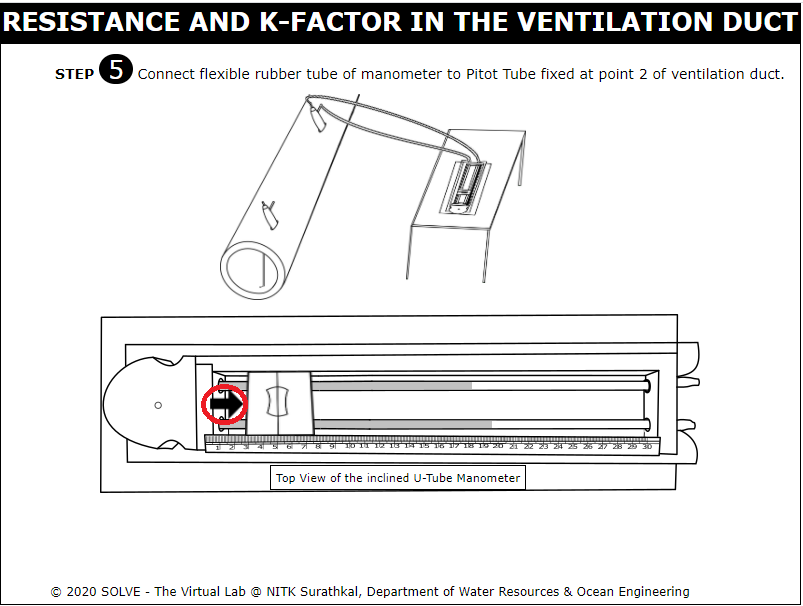 RESISTANCE AND K-FACTOR IN THE VENTILATION DUCT
STEP 5 Connect flexible rubber tube of manometer to Pitot Tube fixed at point 2 of ventilation duct.
1 2 3 4 5 6 7 8 9 10 11 12 13 14 15 16 17 18 19 20 21 22 23 24 25 26 27 28 29 30
Top View of the inclined U-Tube Manometer
© 2020 SOLVE - The Virtual Lab @ NITK Surathkal, Department of Water Resources & Ocean Engineering